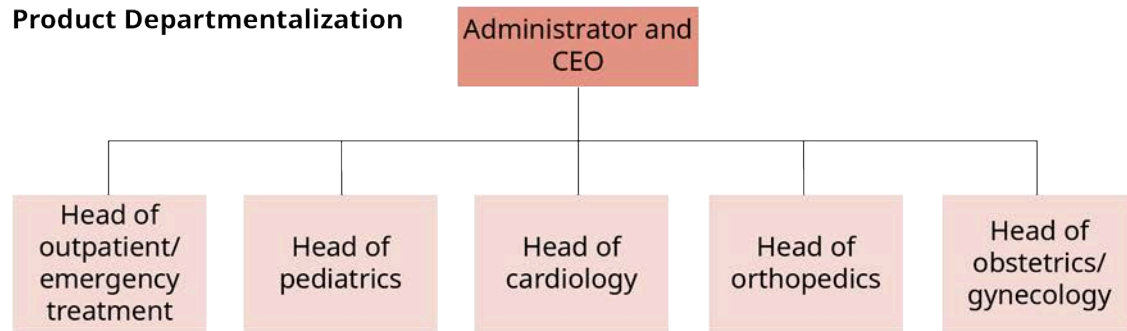 Product Departmentalization
Administrator and
CEO
Head of
outpatient/
emergency
treatment
Head of
pediatrics
Head of
cardiology
Head of
orthopedics
Head of
obstetrics/
gynecology